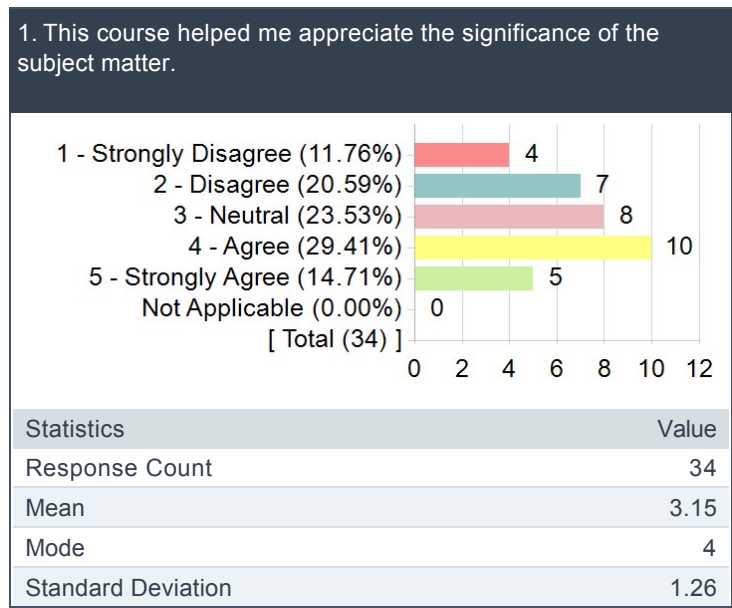 1. This course helped me appreciate the significance of the
subject matter.
1 - Strongly Disagree (11.76%) 4
2 - Disagree (20.59%) 7
3 - Neutral (23.53%) 8
4 - Agree (29.41%) 10
5 - Strongly Agree (14.71%) 5
Not Applicable (0.00%) 0
[ Total (34) ]
0 2 4 6 8 10 12
Statistics Value
Response Count 34
Mean 3.15
Mode 4
Standard Deviation 1.26